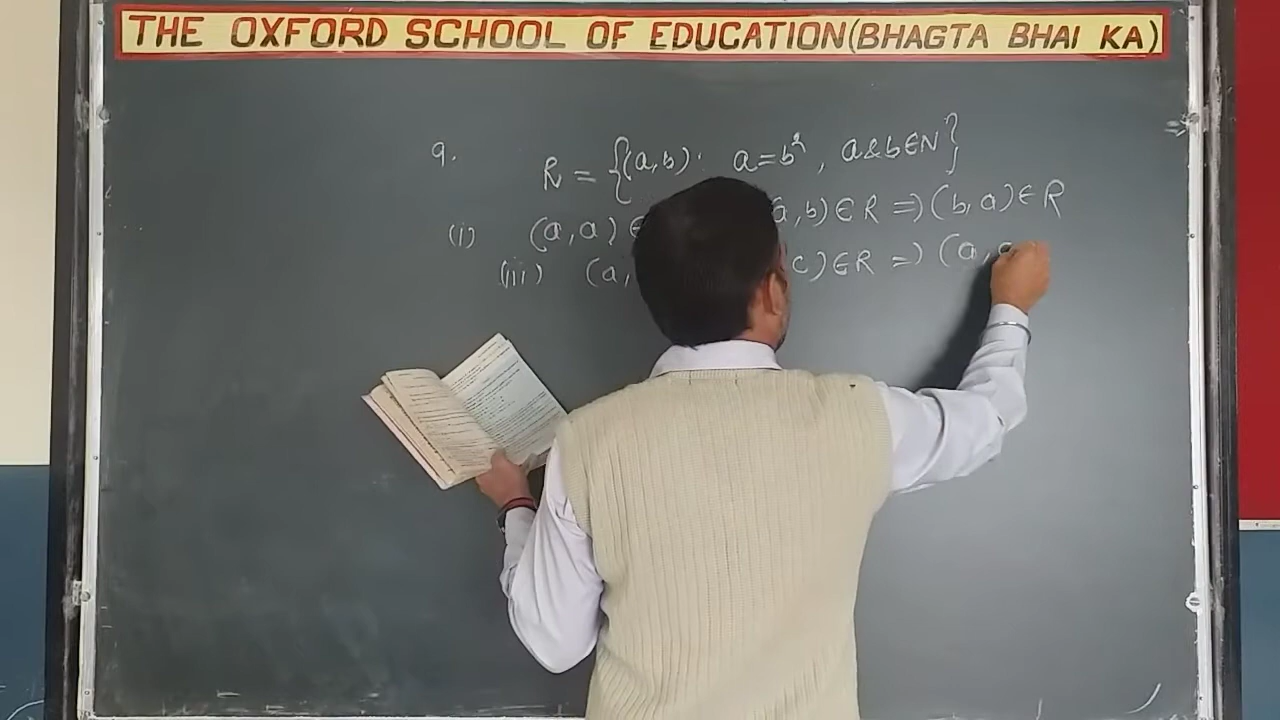 THE OXFORD SCHOOL OF EDUCATION(BHAGTA BHAI KA)
9. R = {(a,b): a=b², a&b∈N}
(i) (a,a) ∈ a,b)∈R ⇒ (b,a)∈R
(iii) (a, c)∈R ⇒ (a,